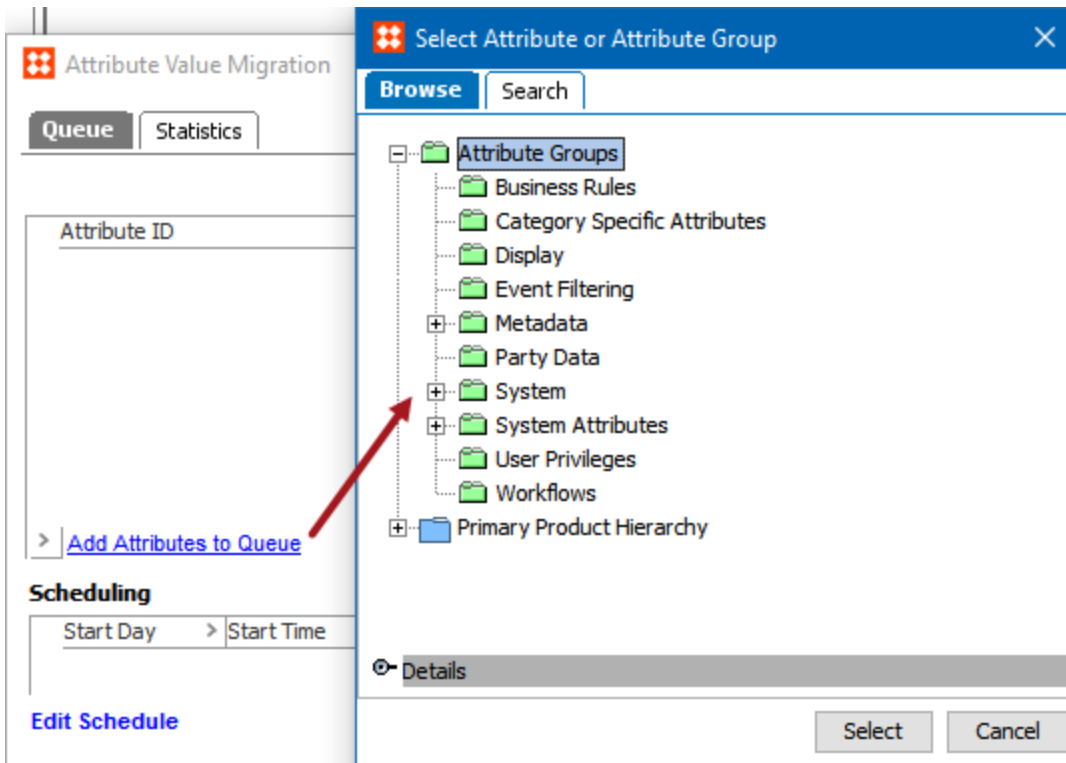 Attribute Value Migration
Queue
Statistics
Attribute ID
Add Attributes to Queue
Scheduling
Start Day
Start Time
Edit Schedule
Select Attribute or Attribute Group
Browse
Search
Attribute Groups
Business Rules
Category Specific Attributes
Display
Event Filtering
Metadata
Party Data
System
System Attributes
User Privileges
Workflows
Primary Product Hierarchy
Details
Select
Cancel